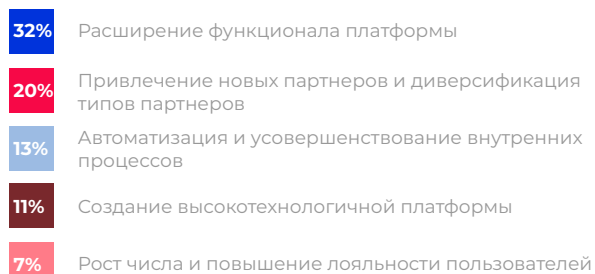 32% Расширение функционала платформы
20% Привлечение новых партнеров и диверсификация
типов партнеров
13% Автоматизация и усовершенствование внутренних
процессов
11% Создание высокотехнологичной платформы
7% Рост числа и повышение лояльности пользователей